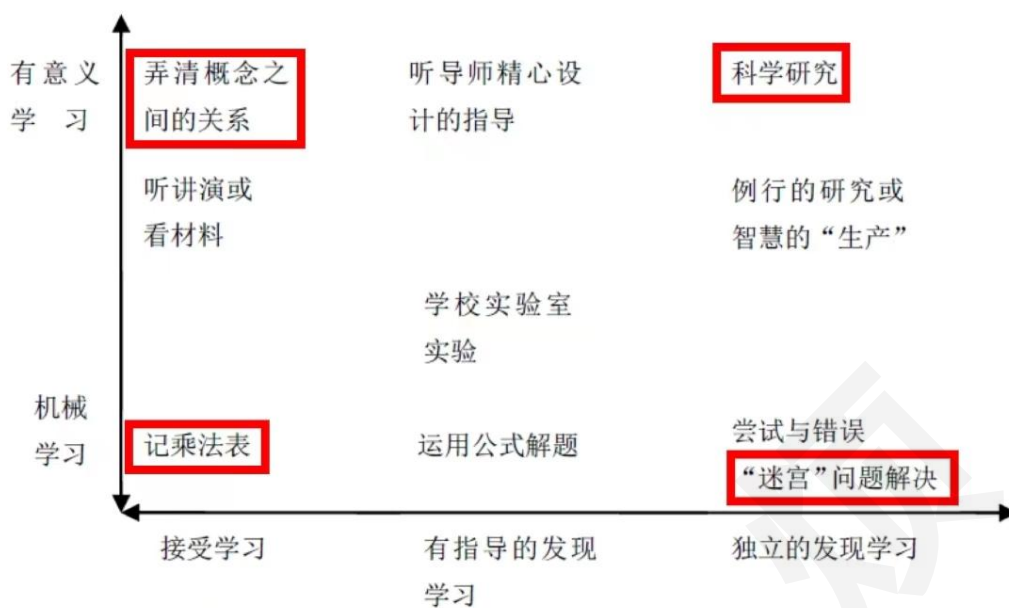 有意义
学 习
弄清概念之
间的关系
听导师精心设
计的指导
科学研究
听讲演或
看材料
例行的研究或
智慧的“生产”
学校实验室
实验
机械
学习
记乘法表
运用公式解题
尝试与错误
“迷宫”问题解决
接受学习
有指导的发现
学习
独立的发现学习